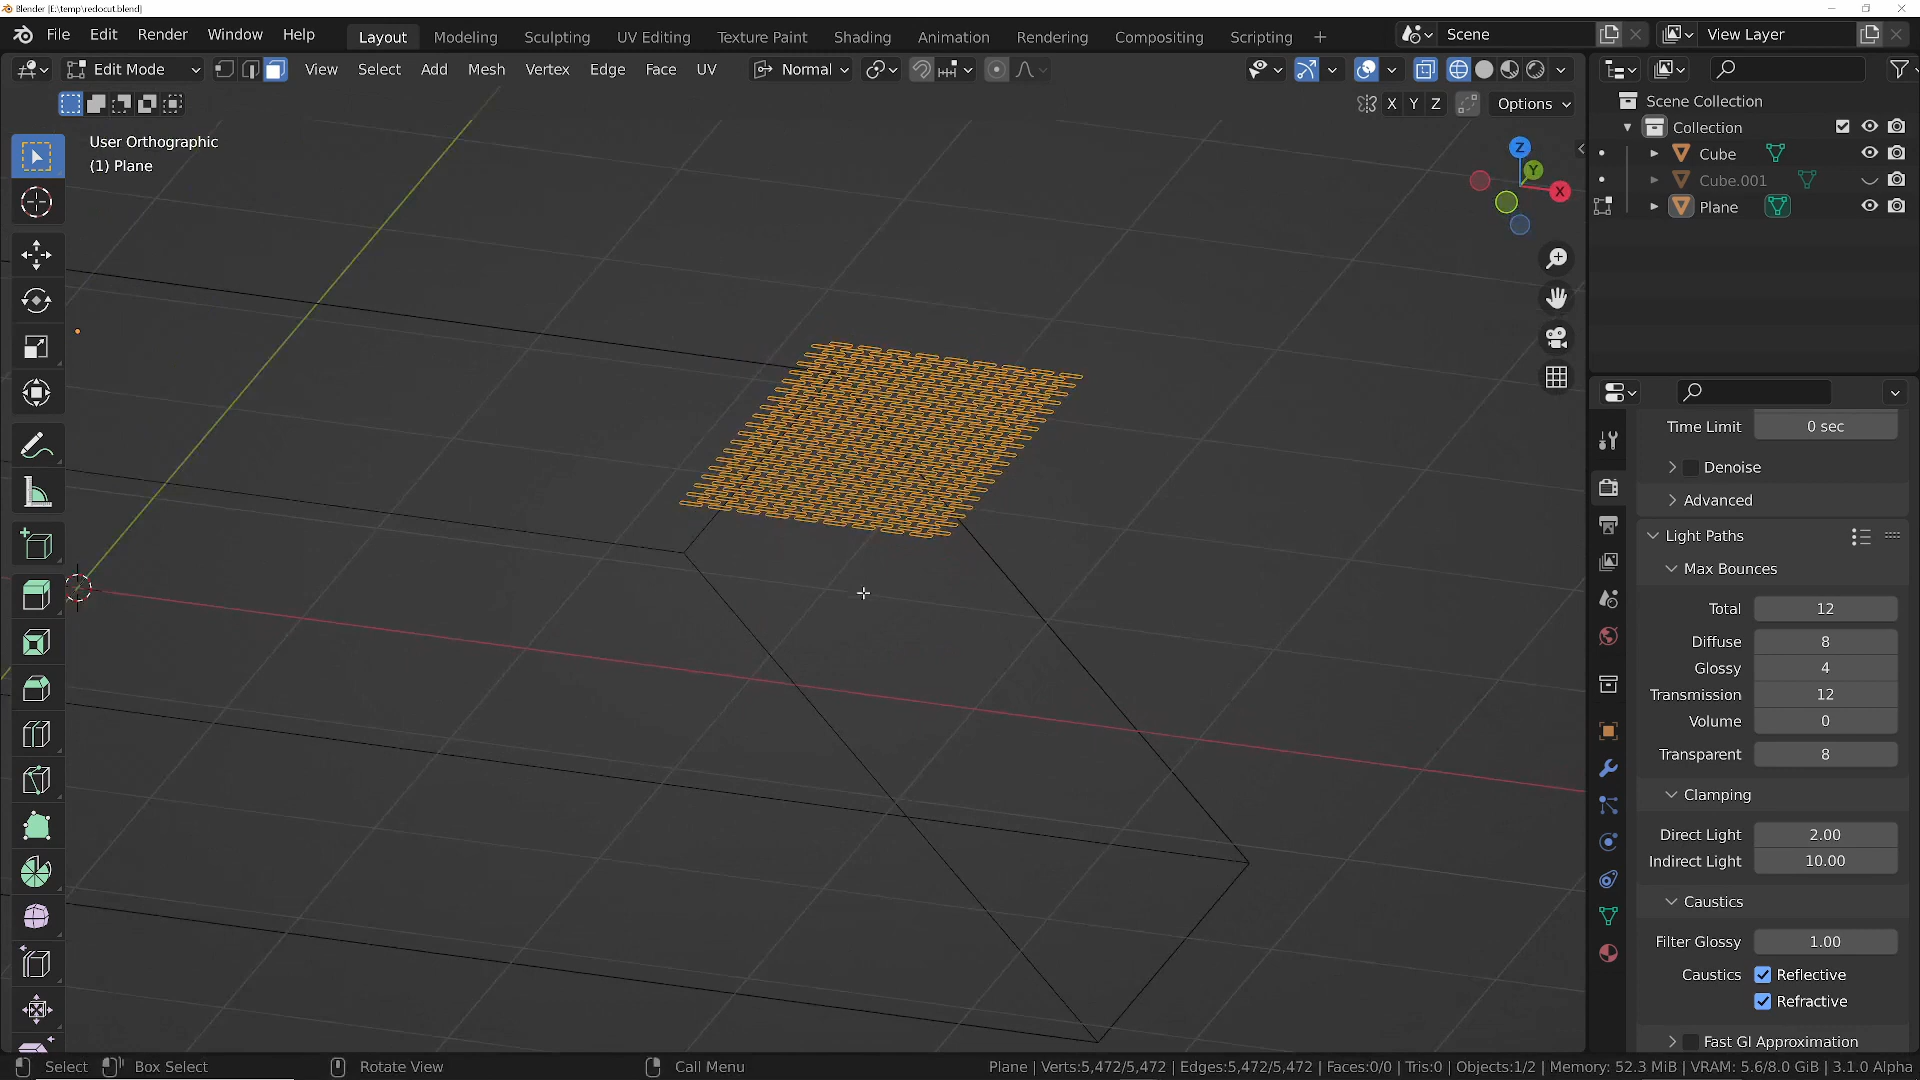 Blender [E:\temp\redocut.blend]
File Edit Render Window Help
Layout Modeling Sculpting UV Editing Texture Paint Shading Animation Rendering Compositing Scripting +
Scene
View Layer
Edit Mode
View Select Add Mesh Vertex Edge Face UV
Normal
X Y Z
Options
User Orthographic
(1) Plane
Z
Y
X
Scene Collection
Collection
Cube
Cube.001
Plane
Time Limit 0 sec
Denoise
Advanced
Light Paths
Max Bounces
Total 12
Diffuse 8
Glossy 4
Transmission 12
Volume 0
Transparent 8
Clamping
Direct Light 2.00
Indirect Light 10.00
Caustics
Filter Glossy 1.00
Caustics Reflective
Refractive
Fast GI Approximation
Select Box Select Rotate View Call Menu
Plane | Verts:5,472/5,472 | Edges:5,472/5,472 | Faces:0/0 | Tris:0 | Objects:1/2 | Memory: 52.3 MiB | VRAM: 5.6/8.0 GiB | 3.1.0 Alpha